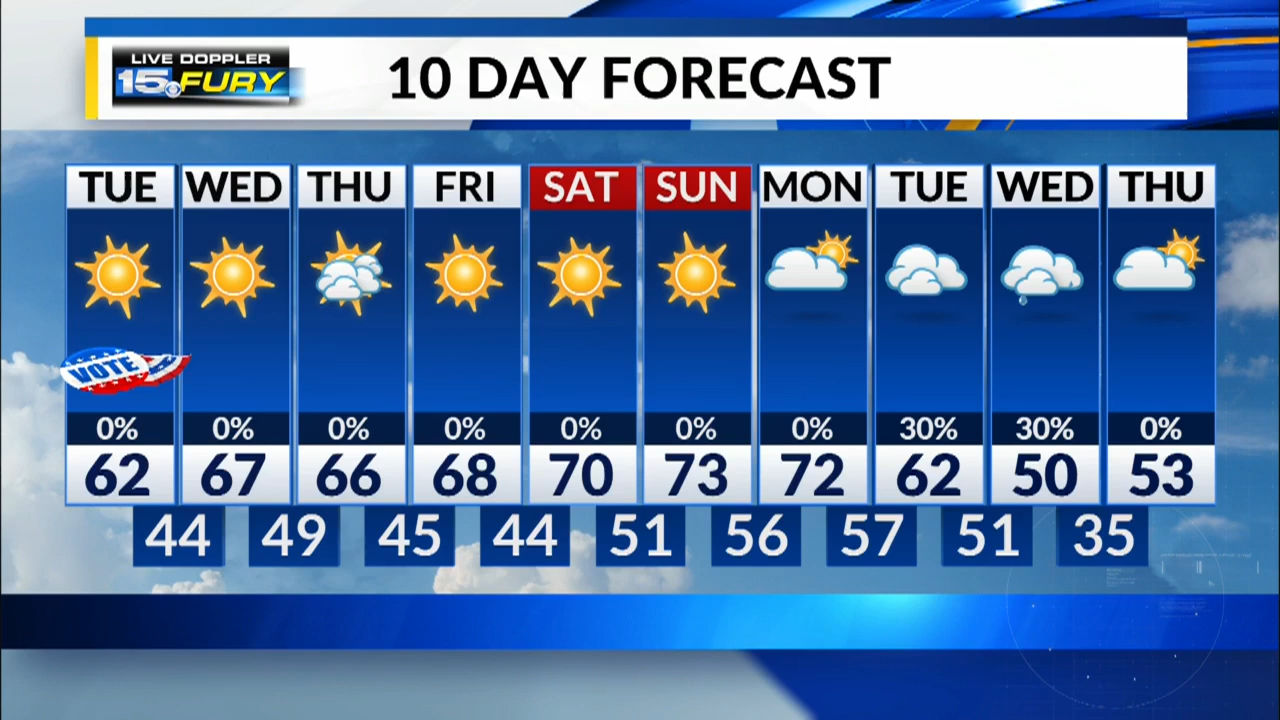 LIVE DOPPLER
15 FURY
10 DAY FORECAST
TUE WED THU FRI SAT SUN MON TUE WED THU
VOTE
0% 0% 0% 0% 0% 0% 0% 30% 30% 0%
62 67 66 68 70 73 72 62 50 53
44 49 45 44 51 56 57 51 35